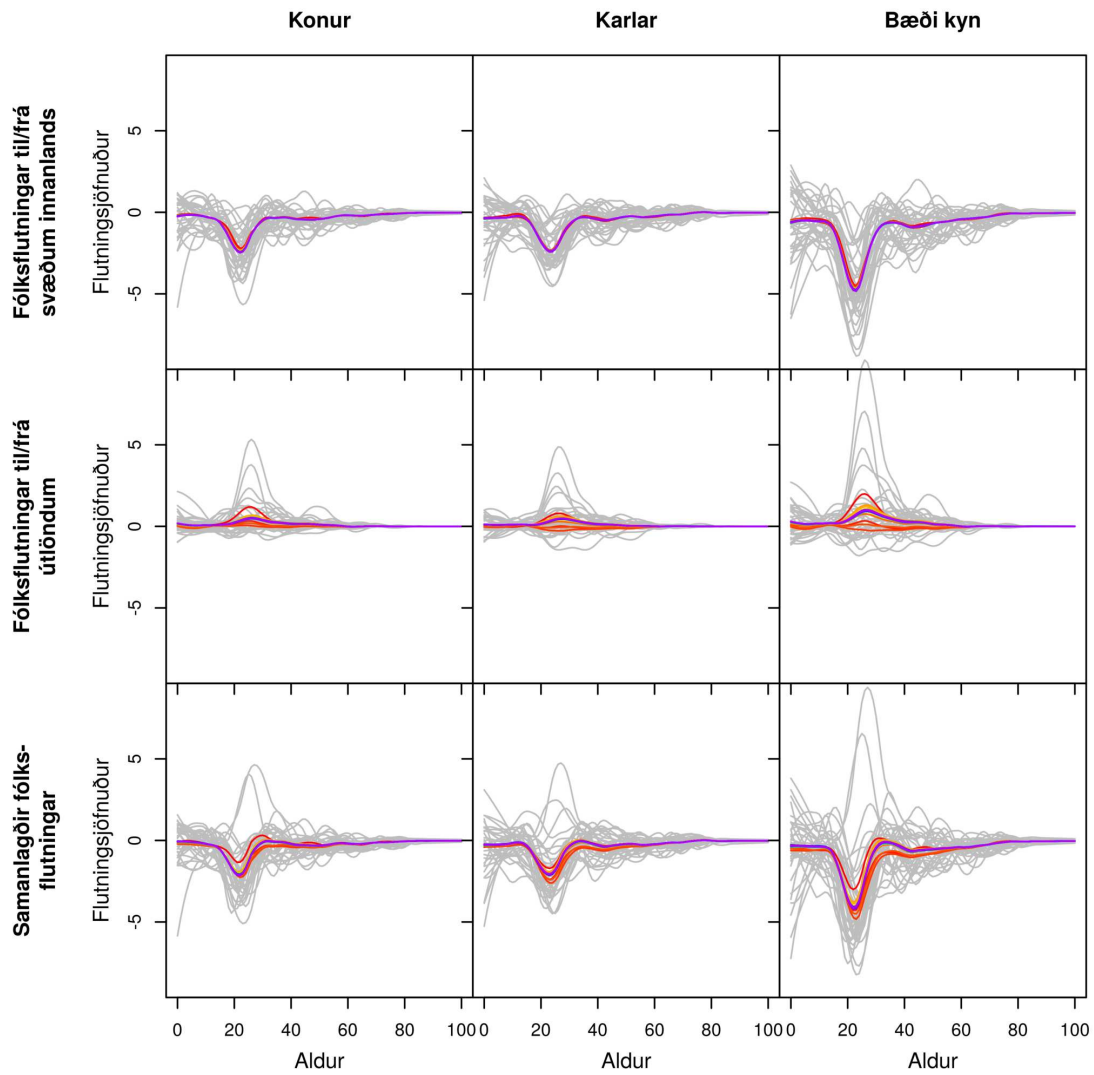 Konur Karlar Bæði kyn
Fólksflutningar til/frá
svæðum innanlands
Flutningsjöfnuður
5
0
-5
Fólksflutningar til/frá
útlöndum
Flutningsjöfnuður
5
0
-5
Samanlagðir fólks-
flutningar
Flutningsjöfnuður
5
0
-5
0 20 40 60 80 100 0 20 40 60 80 100 0 20 40 60 80 100
Aldur Aldur Aldur